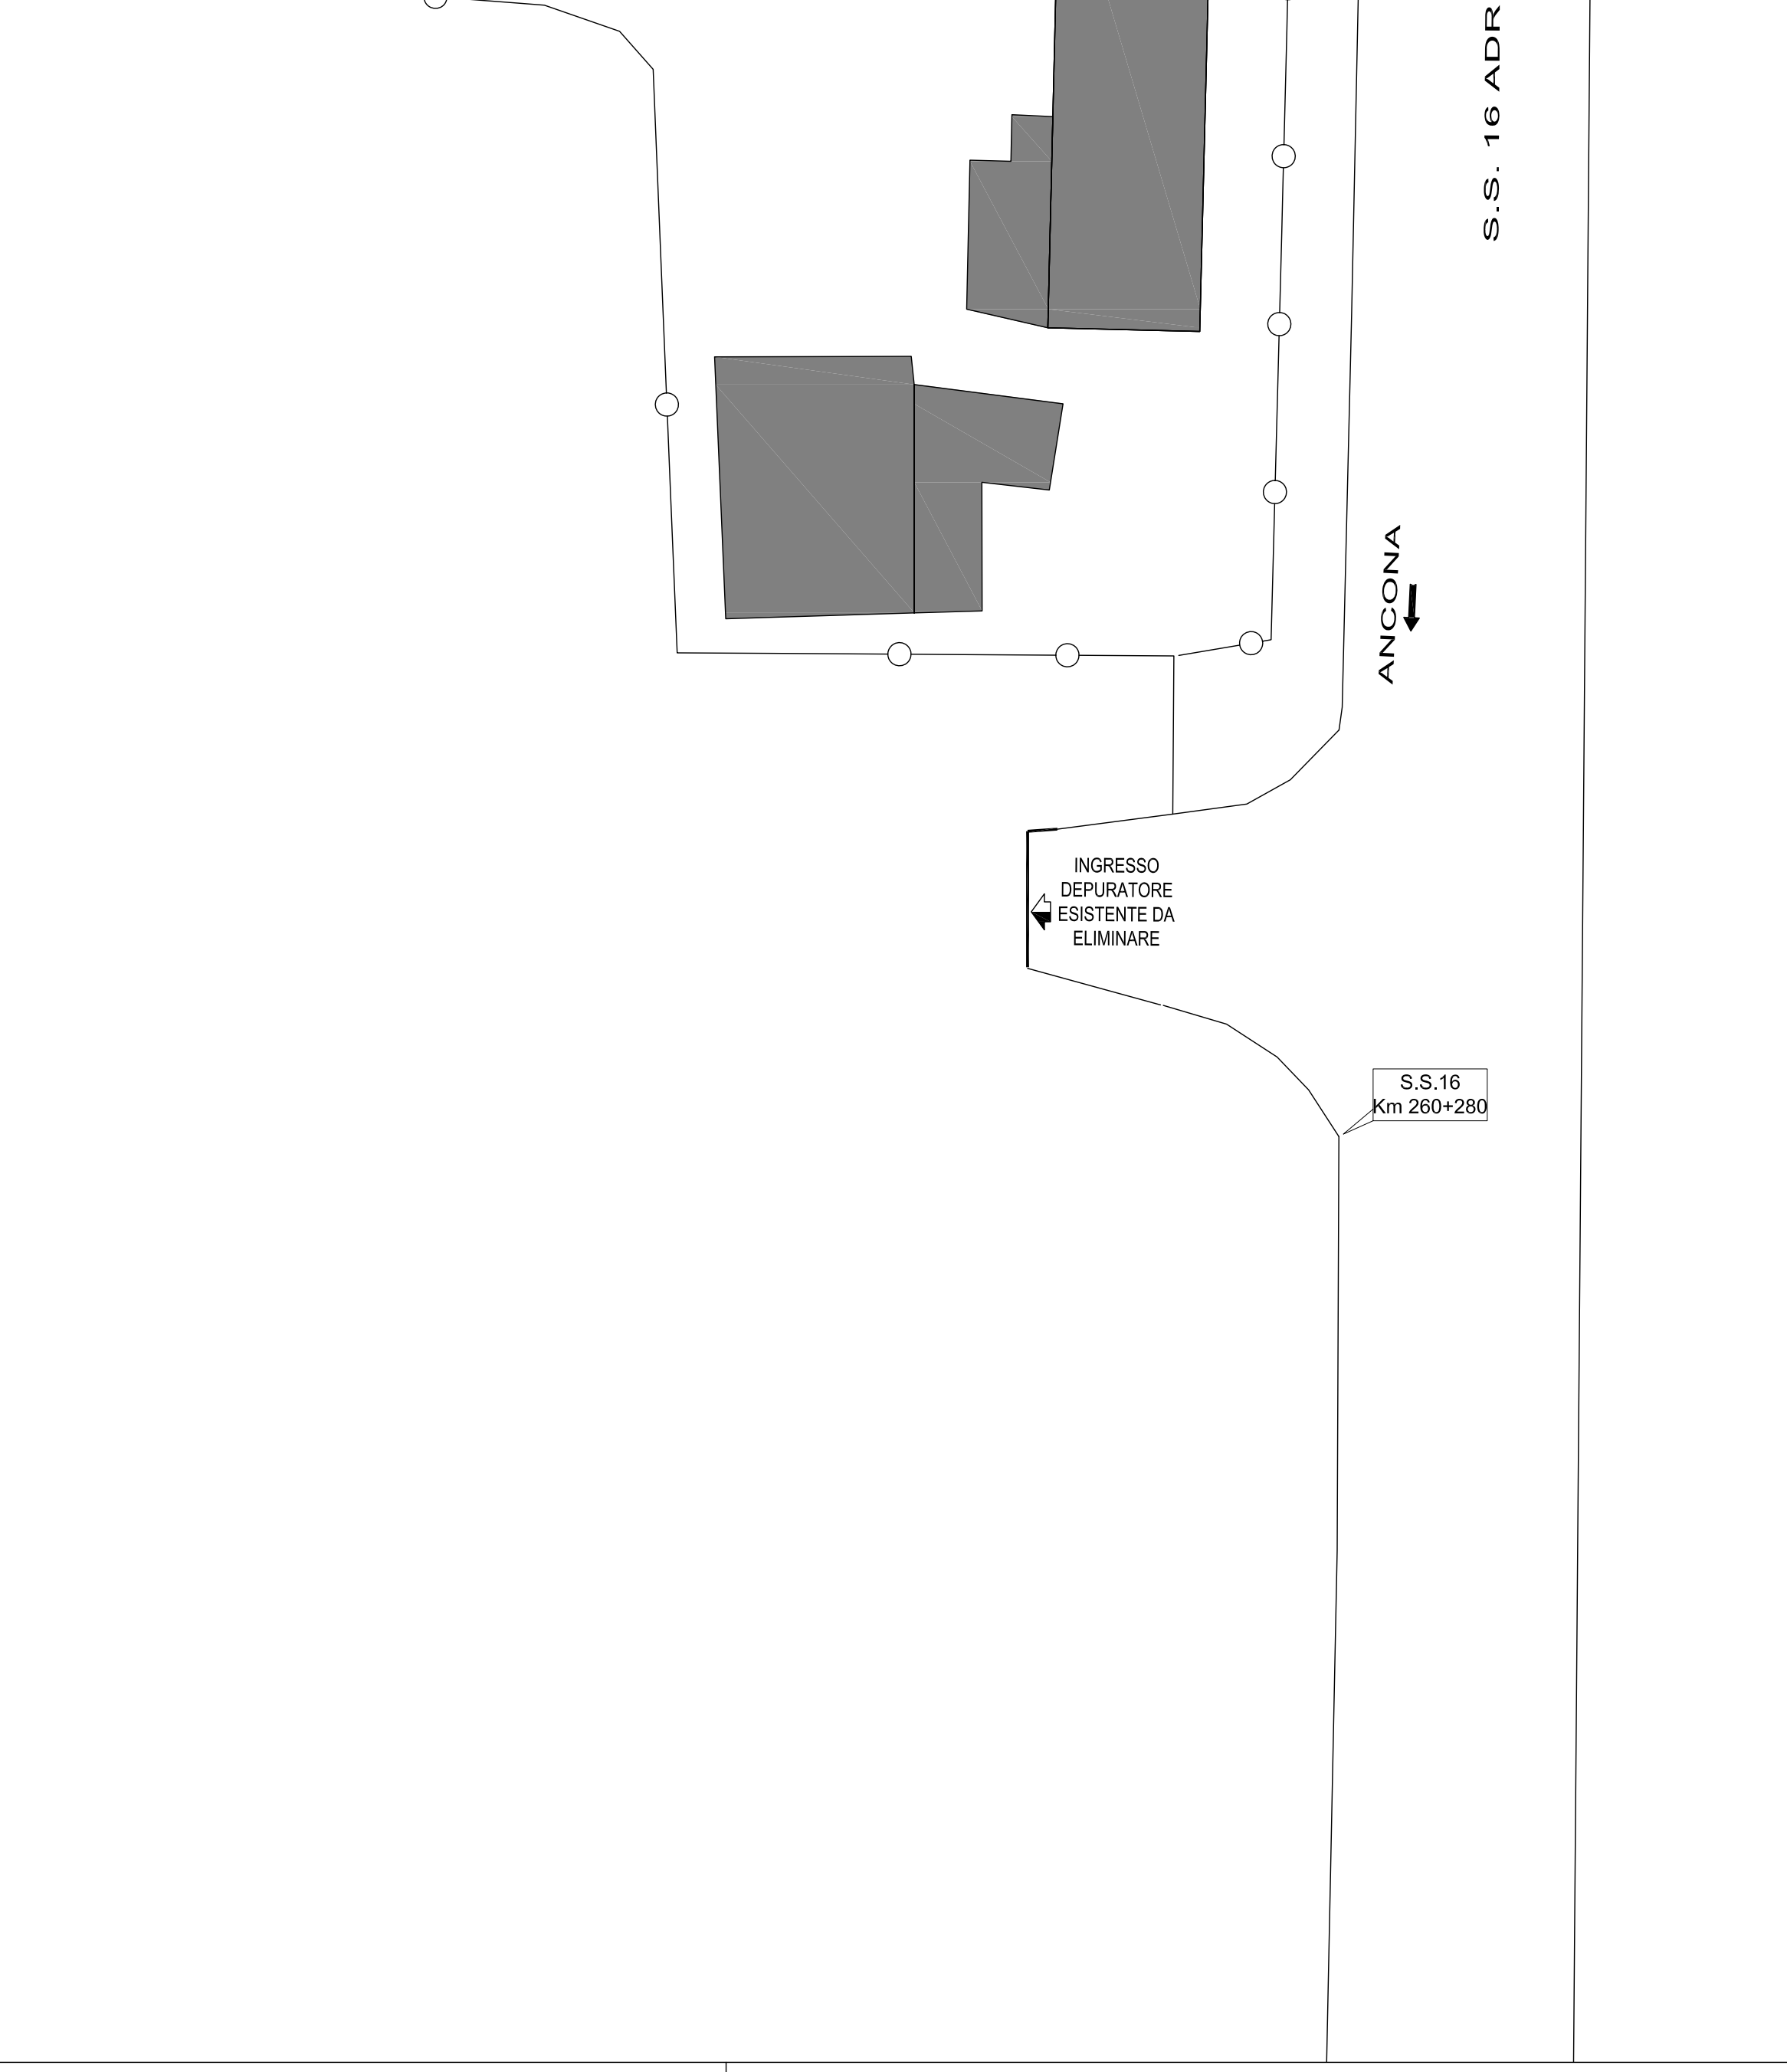 S.S. 16 ADR
ANCONA
INGRESSO
DEPURATORE
ESISTENTE DA
ELIMINARE
S.S.16
Km 260+280